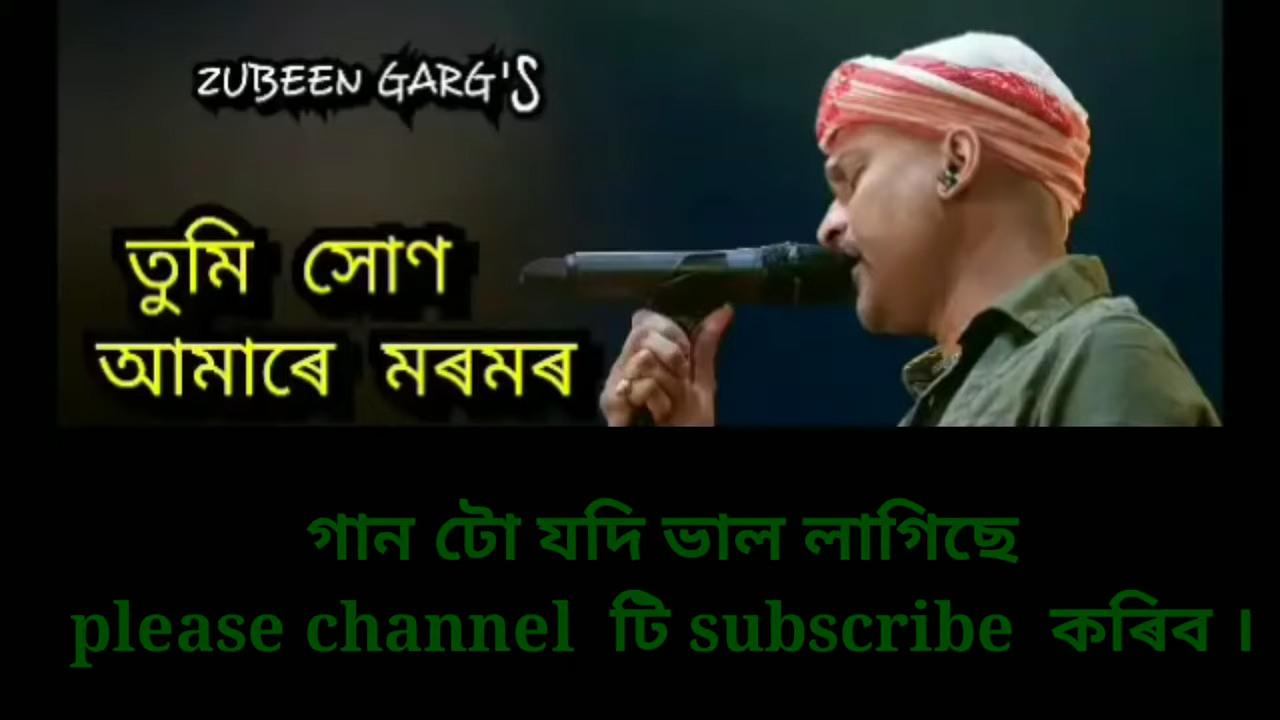 ZUBEEN GARG'S
তুমি সোণ
আমাৰে মৰমৰ
গান টো যদি ভাল লাগিছে
please channel টি subscribe কৰিব ।